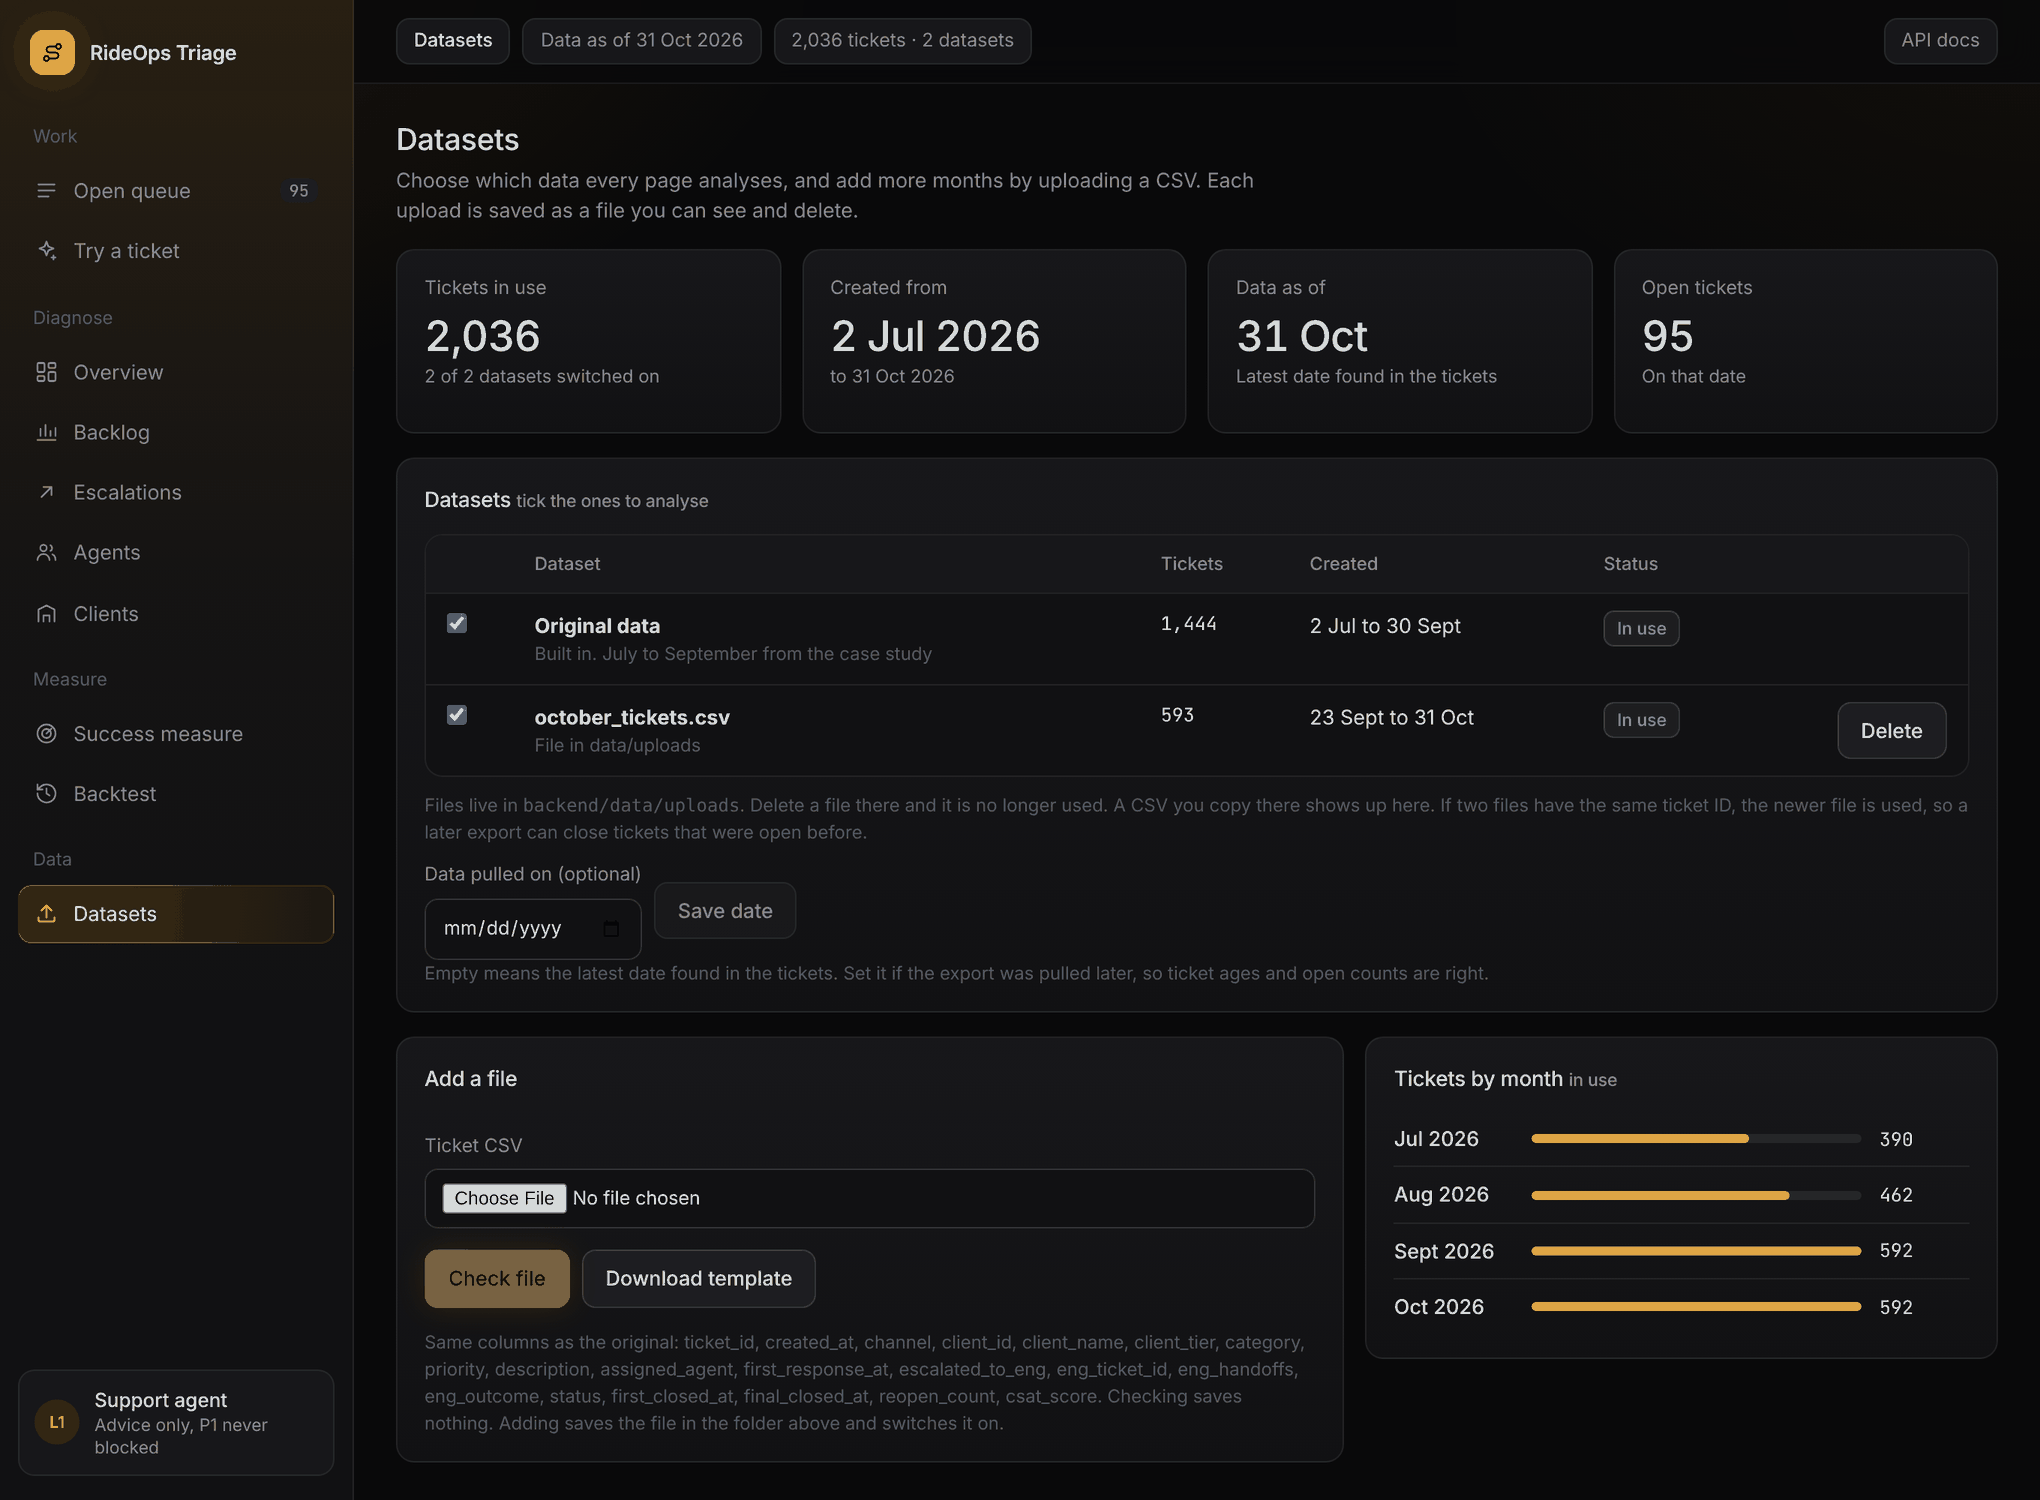 RideOps Triage
Work
Open queue 95
Try a ticket
Diagnose
Overview
Backlog
Escalations
Agents
Clients
Measure
Success measure
Backtest
Data
Datasets
L1
Support agent
Advice only, P1 never
blocked
Datasets
Data as of 31 Oct 2026
2,036 tickets · 2 datasets
API docs
Datasets
Choose which data every page analyses, and add more months by uploading a CSV. Each
upload is saved as a file you can see and delete.
Tickets in use
2,036
2 of 2 datasets switched on
Created from
2 Jul 2026
to 31 Oct 2026
Data as of
31 Oct
Latest date found in the tickets
Open tickets
95
On that date
Datasets tick the ones to analyse
Dataset Tickets Created Status
Original data 1,444 2 Jul to 30 Sept In use
Built in. July to September from the case study
october_tickets.csv 593 23 Sept to 31 Oct In use Delete
File in data/uploads
Files live in backend/data/uploads. Delete a file there and it is no longer used. A CSV you copy there shows up here. If two files have the same ticket ID, the newer file is used, so a
later export can close tickets that were open before.
Data pulled on (optional)
mm/dd/yyyy Save date
Empty means the latest date found in the tickets. Set it if the export was pulled later, so ticket ages and open counts are right.
Add a file
Ticket CSV
Choose File No file chosen
Check file Download template
Same columns as the original: ticket_id, created_at, channel, client_id, client_name, client_tier, category,
priority, description, assigned_agent, first_response_at, escalated_to_eng, eng_ticket_id, eng_handoffs,
eng_outcome, status, first_closed_at, final_closed_at, reopen_count, csat_score. Checking saves
nothing. Adding saves the file in the folder above and switches it on.
Tickets by month in use
Jul 2026 390
Aug 2026 462
Sept 2026 592
Oct 2026 592